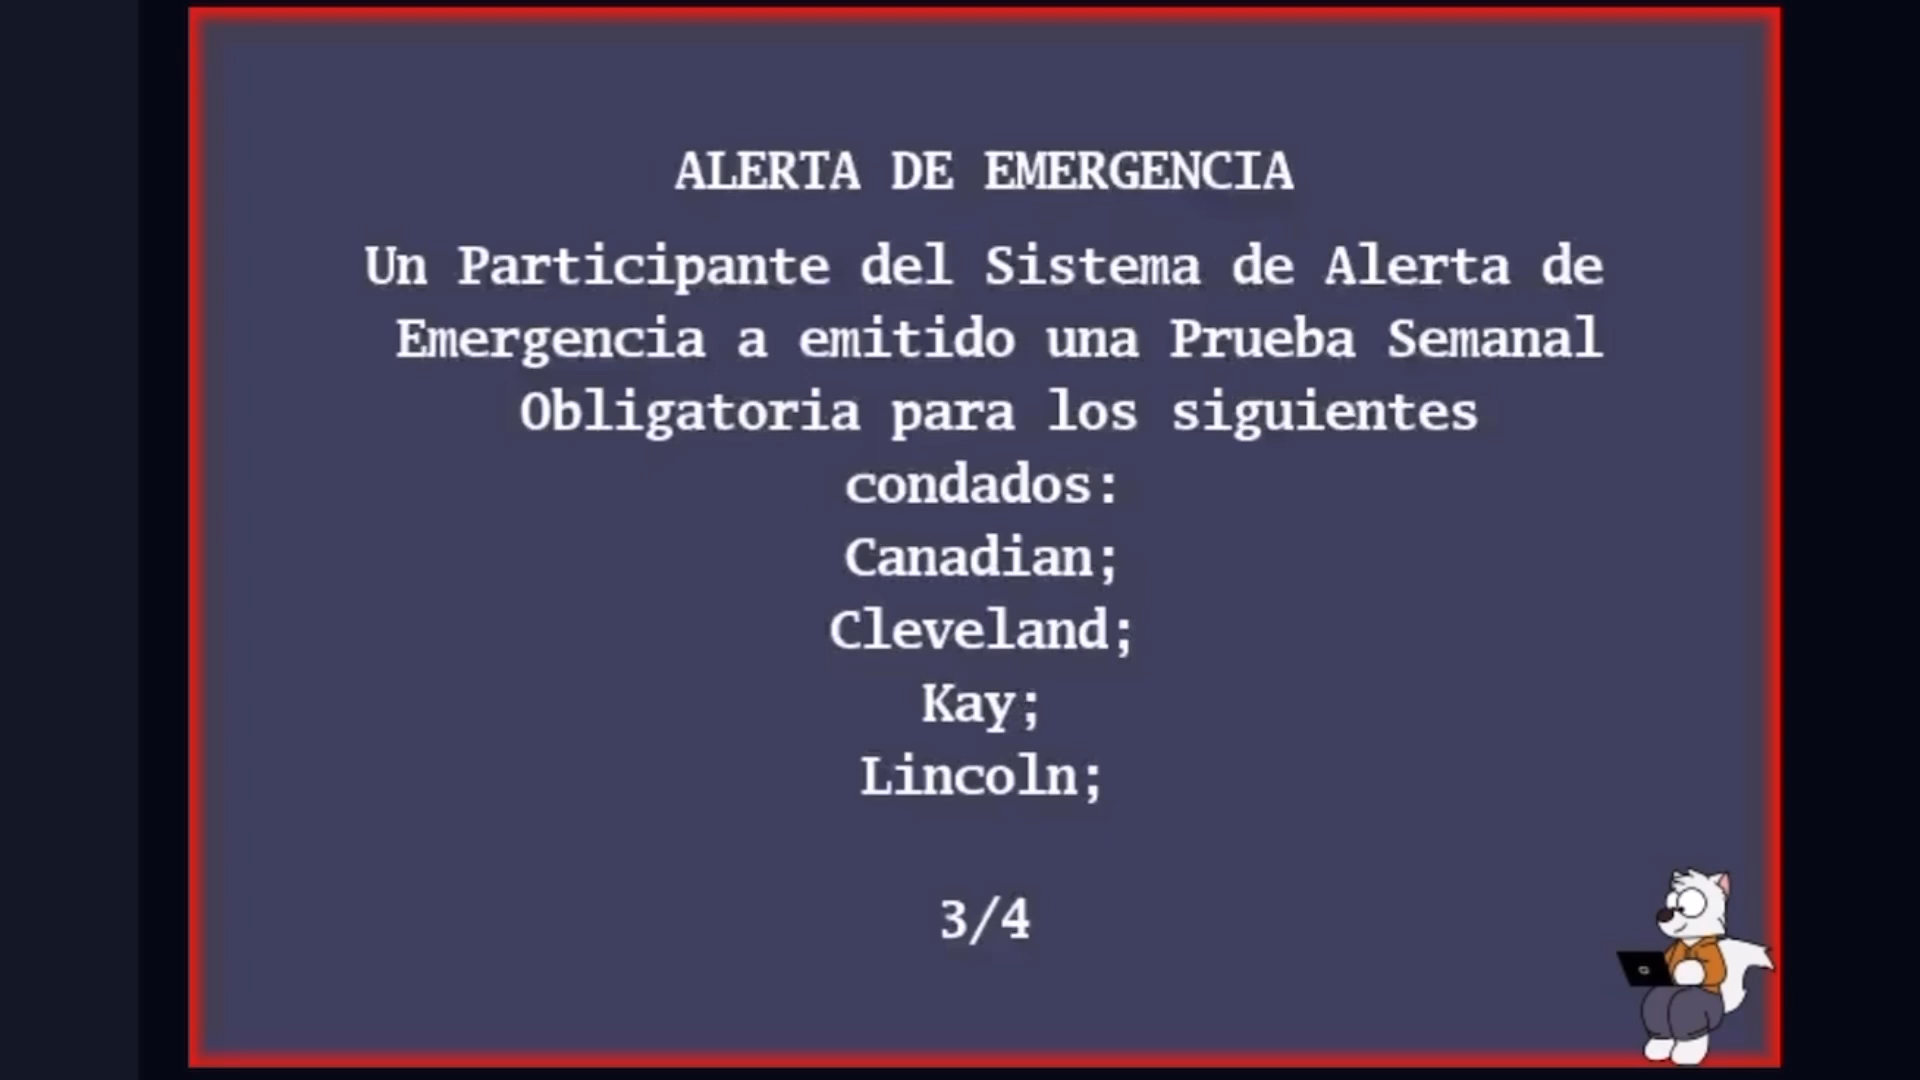 ALERTA DE EMERGENCIA
Un Participante del Sistema de Alerta de
Emergencia a emitido una Prueba Semanal
Obligatoria para los siguientes
condados:
Canadian;
Cleveland;
Kay;
Lincoln;
3/4